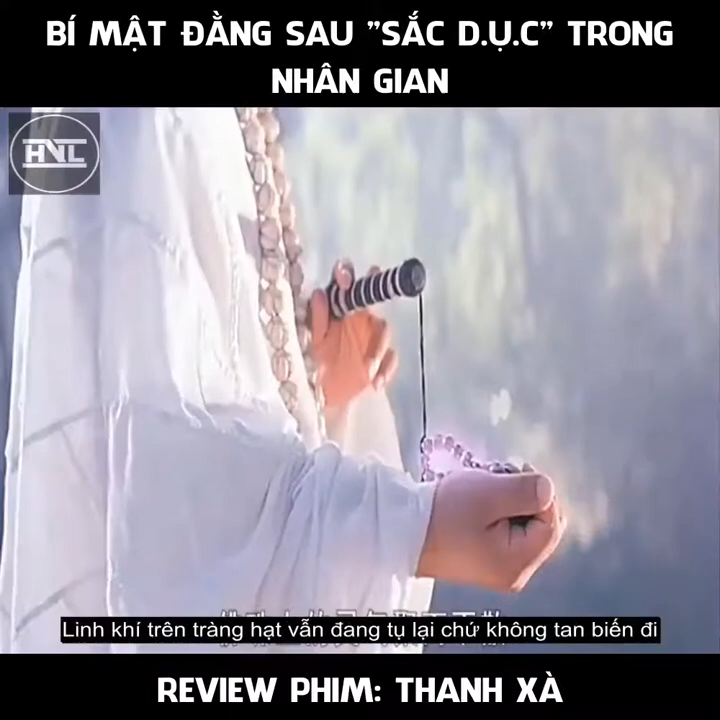 BÍ MẬT ĐẰNG SAU "SẮC D.Ụ.C" TRONG
NHÂN GIAN
HVL
Linh khí trên tràng hạt vẫn đang tụ lại chứ không tan biến đi
REVIEW PHIM: THANH XÀ